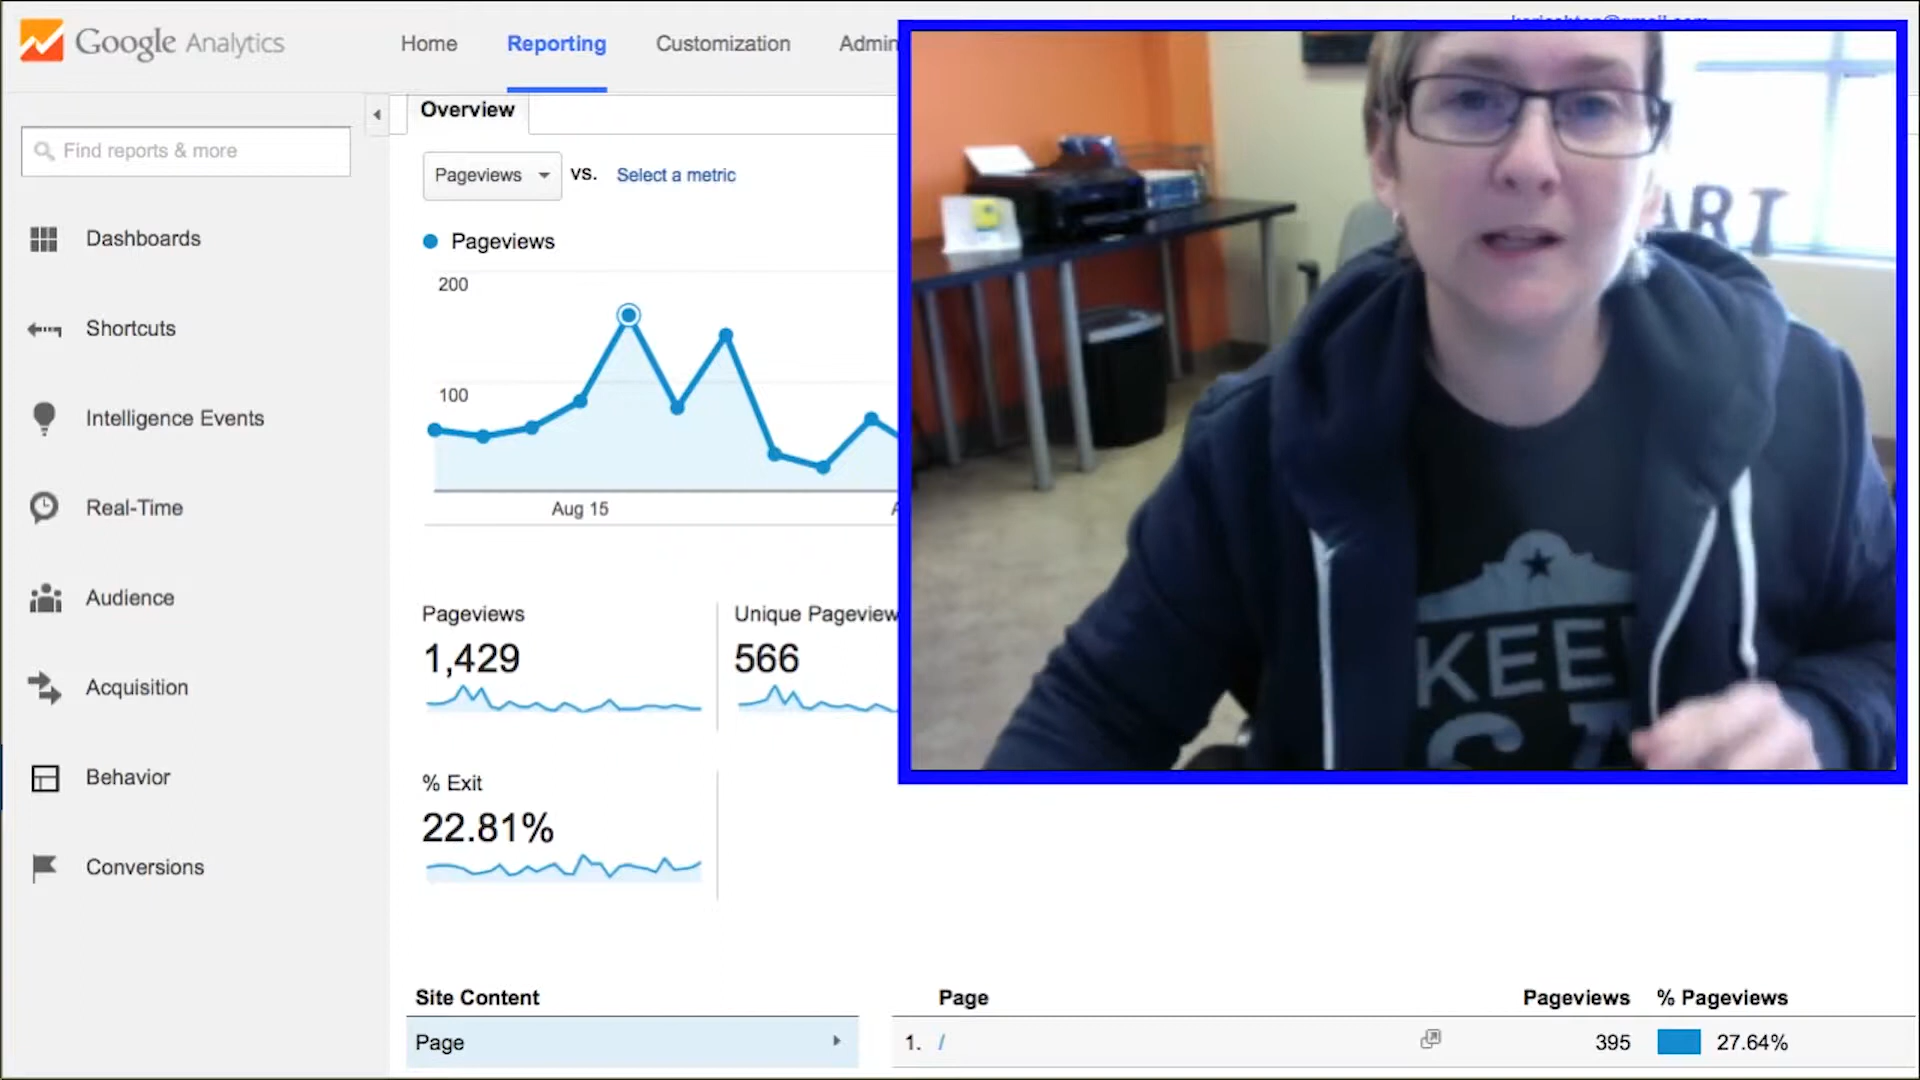 Google Analytics
Home
Reporting
Customization
Admin
Overview
Find reports & more
Pageviews
vs.
Select a metric
Pageviews
200
100
Aug 15
Dashboards
Shortcuts
Intelligence Events
Real-Time
Audience
Acquisition
Behavior
Conversions
Pageviews
1,429
Unique Pageview
566
% Exit
22.81%
Site Content
Page
Page
Pageviews
% Pageviews
1. /
395
27.64%
ART
KEE